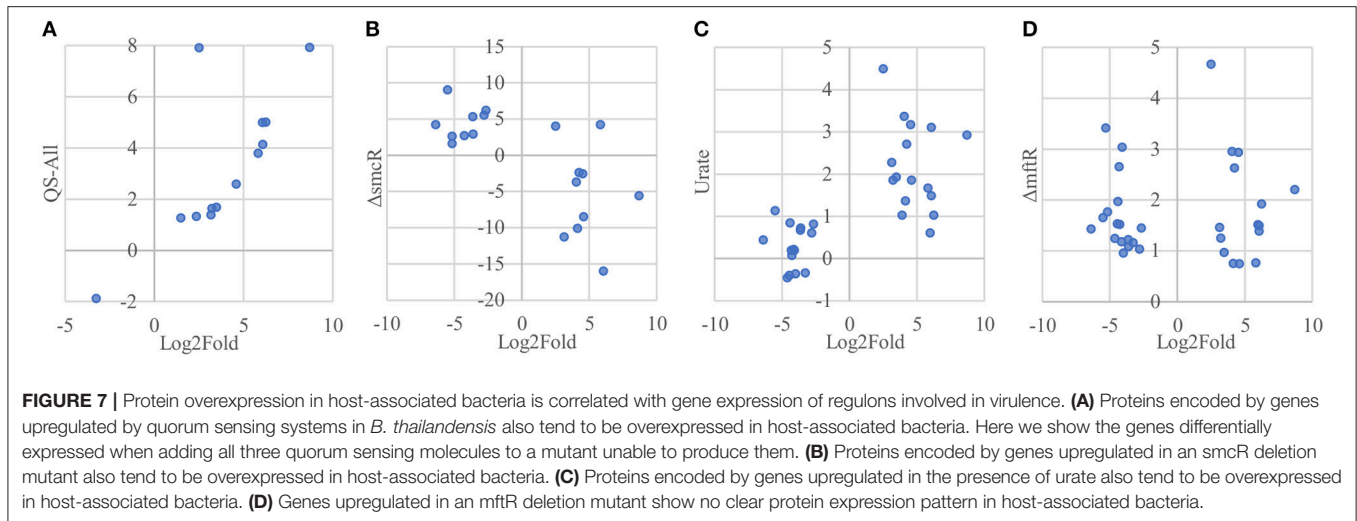 A
B
C
D
8
6
4
2
0
-2
-5
0
5
10
QS-All
Log2Fold
15
10
5
0
-5
-10
-15
-20
-10
-5
0
5
10
ΔsmcR
Log2Fold
5
4
3
2
1
0
-1
-10
-5
0
5
10
Urate
Log2Fold
5
4
3
2
1
0
-10
-5
0
5
10
ΔmftR
Log2Fold
FIGURE 7 | Protein overexpression in host-associated bacteria is correlated with gene expression of regulons involved in virulence. (A) Proteins encoded by genes
upregulated by quorum sensing systems in B. thailandensis also tend to be overexpressed in host-associated bacteria. Here we show the genes differentially
expressed when adding all three quorum sensing molecules to a mutant unable to produce them. (B) Proteins encoded by genes upregulated in an smcR deletion
mutant also tend to be overexpressed in host-associated bacteria. (C) Proteins encoded by genes upregulated in the presence of urate also tend to be overexpressed
in host-associated bacteria. (D) Genes upregulated in an mftR deletion mutant show no clear protein expression pattern in host-associated bacteria.